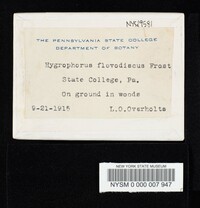 THE PENNSYLVANIA STATE COLLEGE
DEPARTMENT OF BOTANY
Hygrophorus flavodiscus Frost
State College, Pa.
On ground in woods
9-21-1915 L.O.Overholts
NEW YORK STATE MUSEUM
NYSM 0 000 007 947